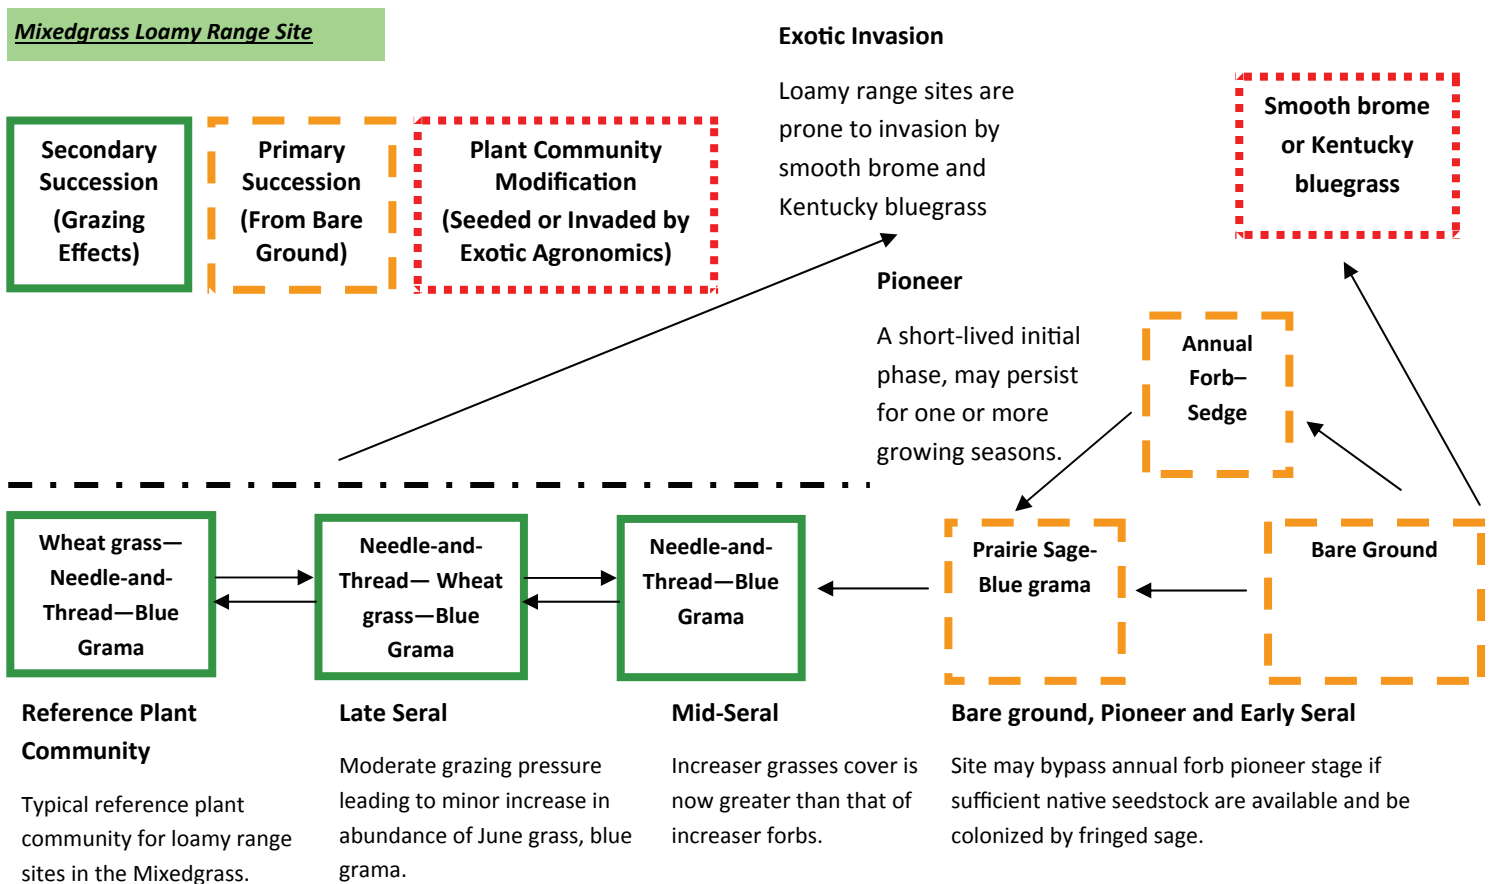 Mixedgrass Loamy Range Site
Secondary
Succession
(Grazing
Effects)
Primary
Succession
(From Bare
Ground)
Plant Community
Modification
(Seeded or Invaded by
Exotic Agronomics)
Exotic Invasion
Loamy range sites are
prone to invasion by
smooth brome and
Kentucky bluegrass
Smooth brome
or Kentucky
bluegrass
Pioneer
A short-lived initial
phase, may persist
for one or more
growing seasons.
Annual
Forb–
Sedge
Wheat grass—
Needle-and-
Thread—Blue
Grama
Needle-and-
Thread— Wheat
grass—Blue
Grama
Needle-and-
Thread—Blue
Grama
Prairie Sage-
Blue grama
Bare Ground
Reference Plant
Community
Typical reference plant
community for loamy range
sites in the Mixedgrass.
Late Seral
Moderate grazing pressure
leading to minor increase in
abundance of June grass, blue
grama.
Mid-Seral
Increaser grasses cover is
now greater than that of
increaser forbs.
Bare ground, Pioneer and Early Seral
Site may bypass annual forb pioneer stage if
sufficient native seedstock are available and be
colonized by fringed sage.